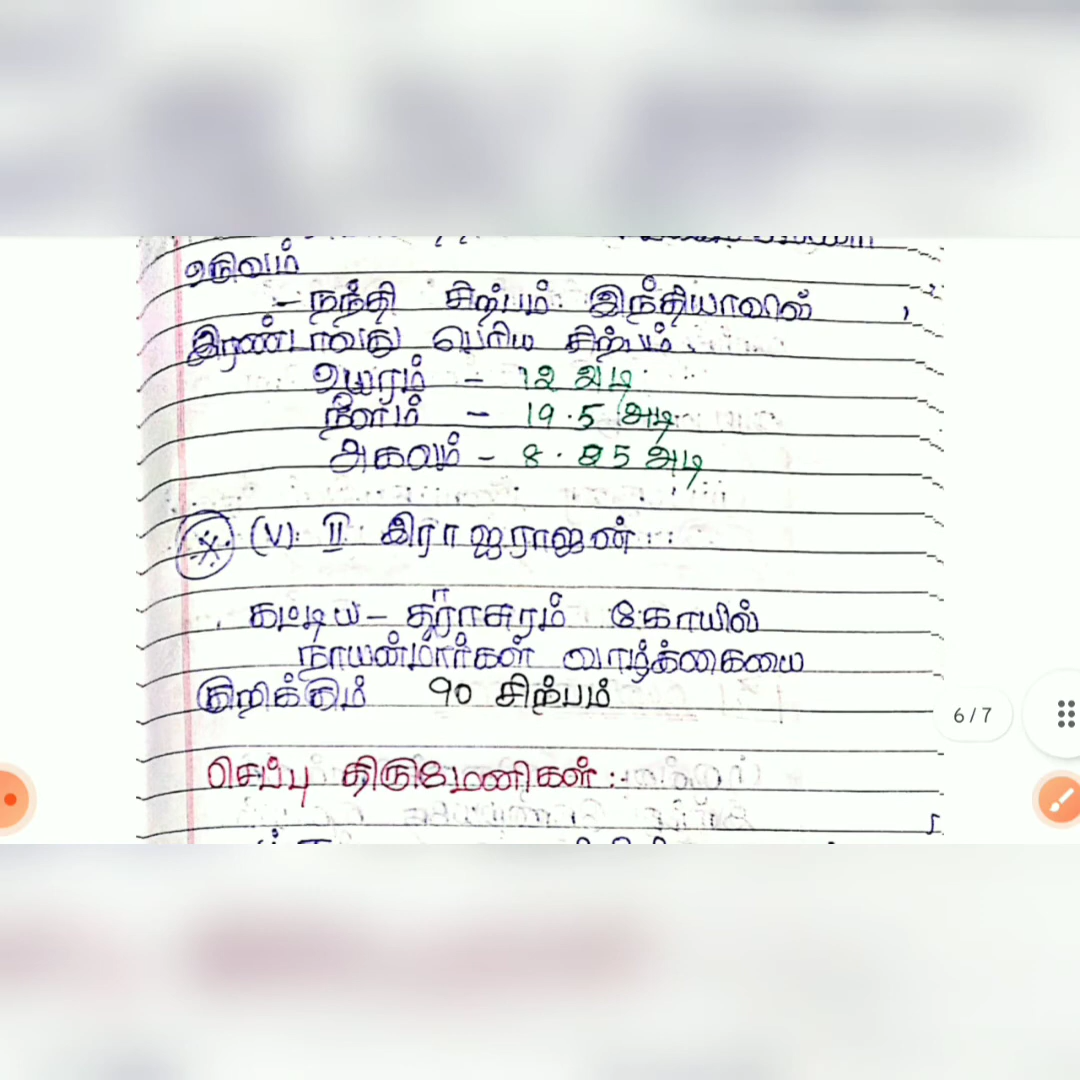 உருவம்
- நந்தி சிற்பம் இந்தியாவில்
இரண்டாவது பெரிய சிற்பம்.
உயரம் - 12 அடி
நீளம் - 19.5 அடி
அகலம் - 8.25 அடி
(V). II இராஜராஜன் :
கட்டிய - தாராசுரம் கோயில்
நாயன்மார்கள் வாழ்க்கையை
குறிக்கும் 90 சிற்பம்
6/7
செப்பு திருமேனிகள் :-